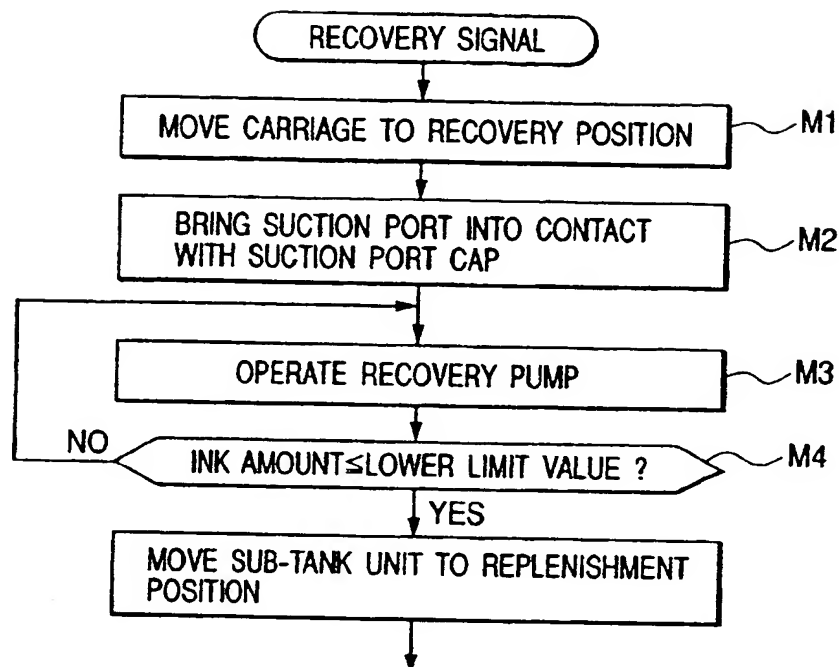 RECOVERY SIGNAL
MOVE CARRIAGE TO RECOVERY POSITION
M1
BRING SUCTION PORT INTO CONTACT
WITH SUCTION PORT CAP
M2
OPERATE RECOVERY PUMP
M3
NO
INK AMOUNT≦LOWER LIMIT VALUE ?
M4
YES
MOVE SUB-TANK UNIT TO REPLENISHMENT
POSITION